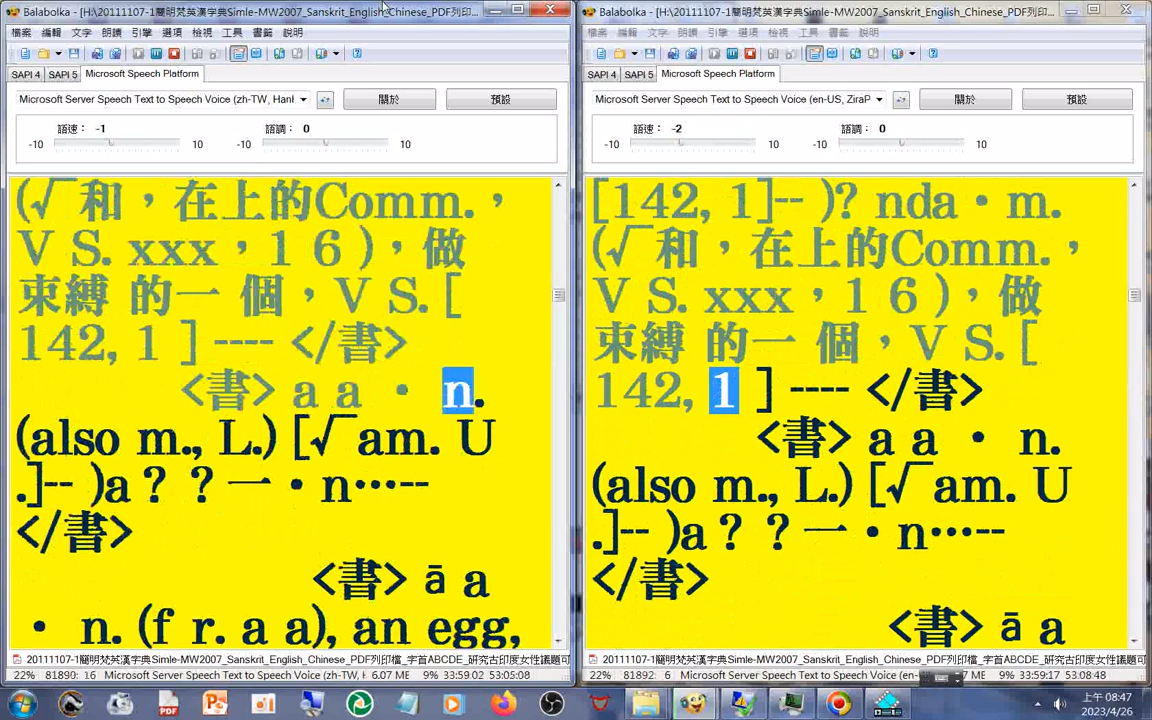 Balabolka - [H:\20111107-1簡明梵英漢字典Simle-MW2007_Sanskrit_English_Chinese_PDF列印...
檔案 編輯 文字 朗讀 引擎 選項 檢視 工具 書籤 說明
SAPI 4 SAPI 5 Microsoft Speech Platform
Microsoft Server Speech Text to Speech Voice (zh-TW, HanI 關於 預設
語速： -1 語調： 0
-10 10 -10 10
(√和，在上的Comm.，
V S. xxx，1 6 )，做
束縛 的一 個，V S. [
142, 1 ] ---- </書>
<書> a a • n.
(also m., L.) [√am. U
.]-- )a？？一•n…--
</書>
<書> ā a
• n. (f r. a a), an egg,
20111107-1簡明梵英漢字典Simle-MW2007_Sanskrit_English_Chinese_PDF列印檔_字首ABCDE_研究古印度女性議題可
22% 81890: 16 Microsoft Server Speech Text to Speech Voice (zh-TW, H 6.07 ME 9% 33:59:02 53:05:08
Balabolka - [H:\20111107-1簡明梵英漢字典Simle-MW2007_Sanskrit_English_Chinese_PDF列印...
檔案 編輯 文字 朗讀 引擎 選項 檢視 工具 書籤 說明
SAPI 4 SAPI 5 Microsoft Speech Platform
Microsoft Server Speech Text to Speech Voice (en-US, ZiraP 關於 預設
語速： -2 語調： 0
-10 10 -10 10
[142, 1]-- )? nda • m.
(√和，在上的Comm.，
V S. xxx，1 6 )，做
束縛 的一 個，V S. [
142, 1 ] ---- </書>
<書> a a • n.
(also m., L.) [√am. U
.]-- )a？？一•n…--
</書>
<書> ā a
20111107-1簡明梵英漢字典Simle-MW2007_Sanskrit_English_Chinese_PDF列印檔_字首ABCDE_研究古印度女性議題可
22% 81892: 6 Microsoft Server Speech Text to Speech Voice (en-US, Z 6.07 ME 9% 33:59:17 53:08:48
PDF
上午 08:47
2023/4/26